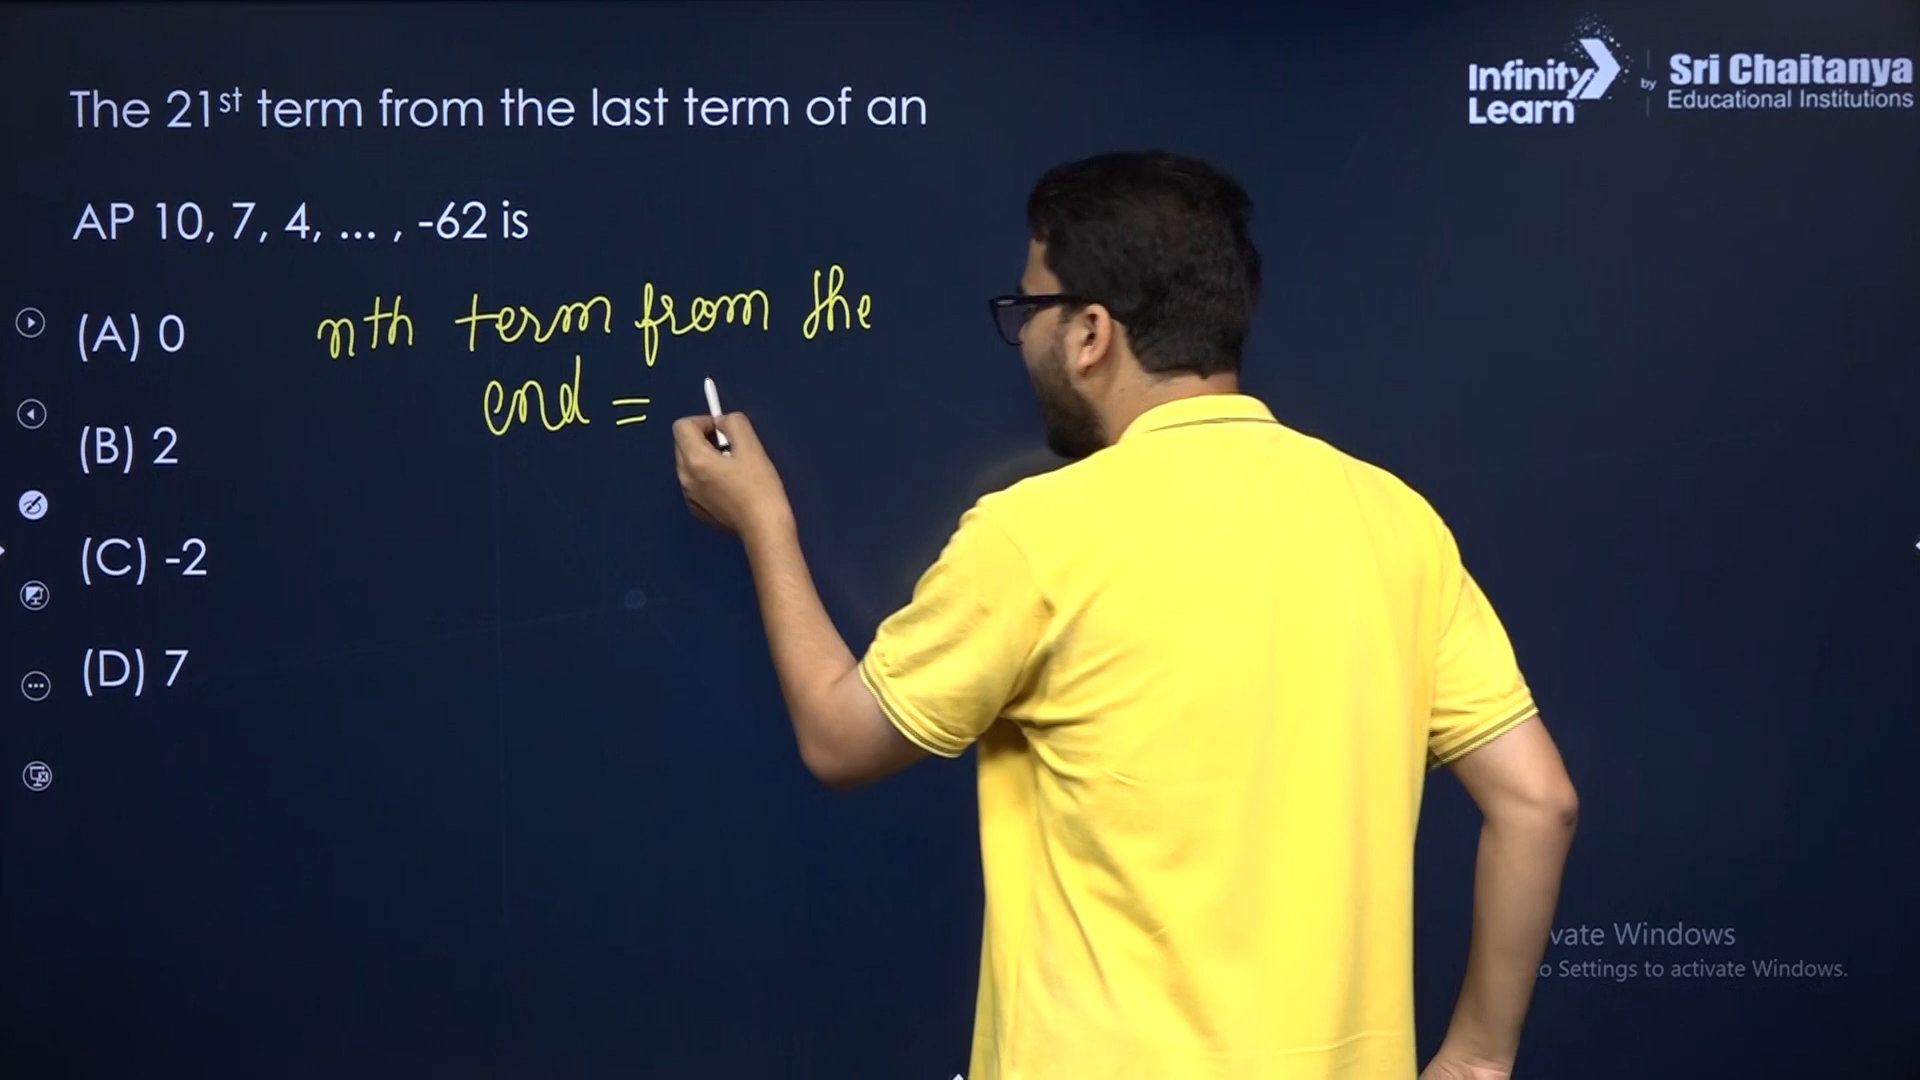 The 21st term from the last term of an
AP 10, 7, 4, ... , -62 is
(A) 0
(B) 2
(C) -2
(D) 7
nth term from the
end =
Infinity Learn
by
Sri Chaitanya
Educational Institutions
vate Windows
o Settings to activate Windows.